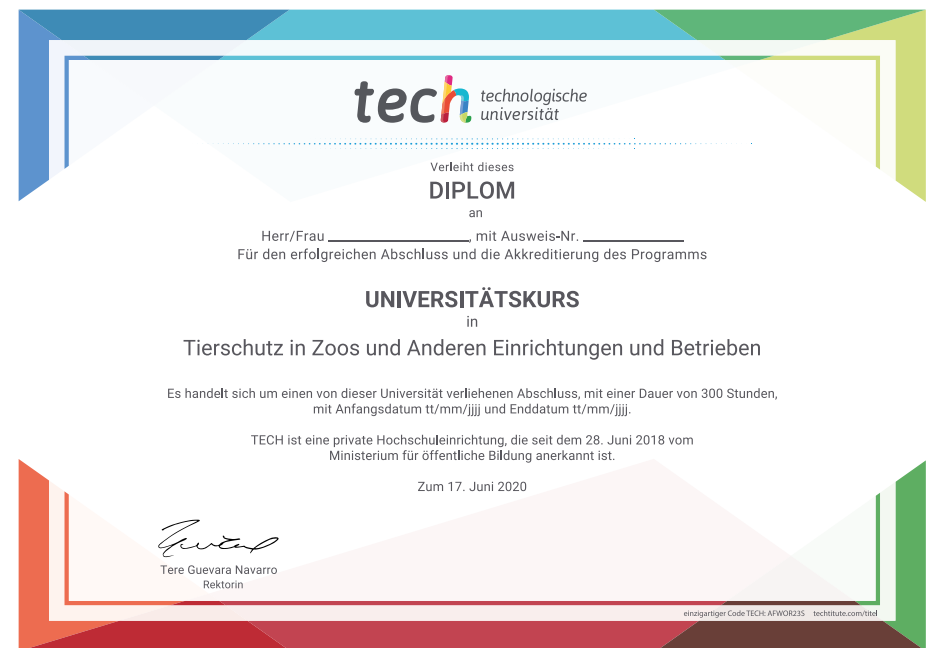 tech technologische
universität
Verleiht dieses
DIPLOM
an
Herr/Frau ____________________, mit Ausweis-Nr. ______________
Für den erfolgreichen Abschluss und die Akkreditierung des Programms
UNIVERSITÄTSKURS
in
Tierschutz in Zoos und Anderen Einrichtungen und Betrieben
Es handelt sich um einen von dieser Universität verliehenen Abschluss, mit einer Dauer von 300 Stunden,
mit Anfangsdatum tt/mm/jjjj und Enddatum tt/mm/jjjj.
TECH ist eine private Hochschuleinrichtung, die seit dem 28. Juni 2018 vom
Ministerium für öffentliche Bildung anerkannt ist.
Zum 17. Juni 2020
Tere Guevara Navarro
Rektorin
einzigartiger Code TECH: AFWOR23S techtitute.com/titel